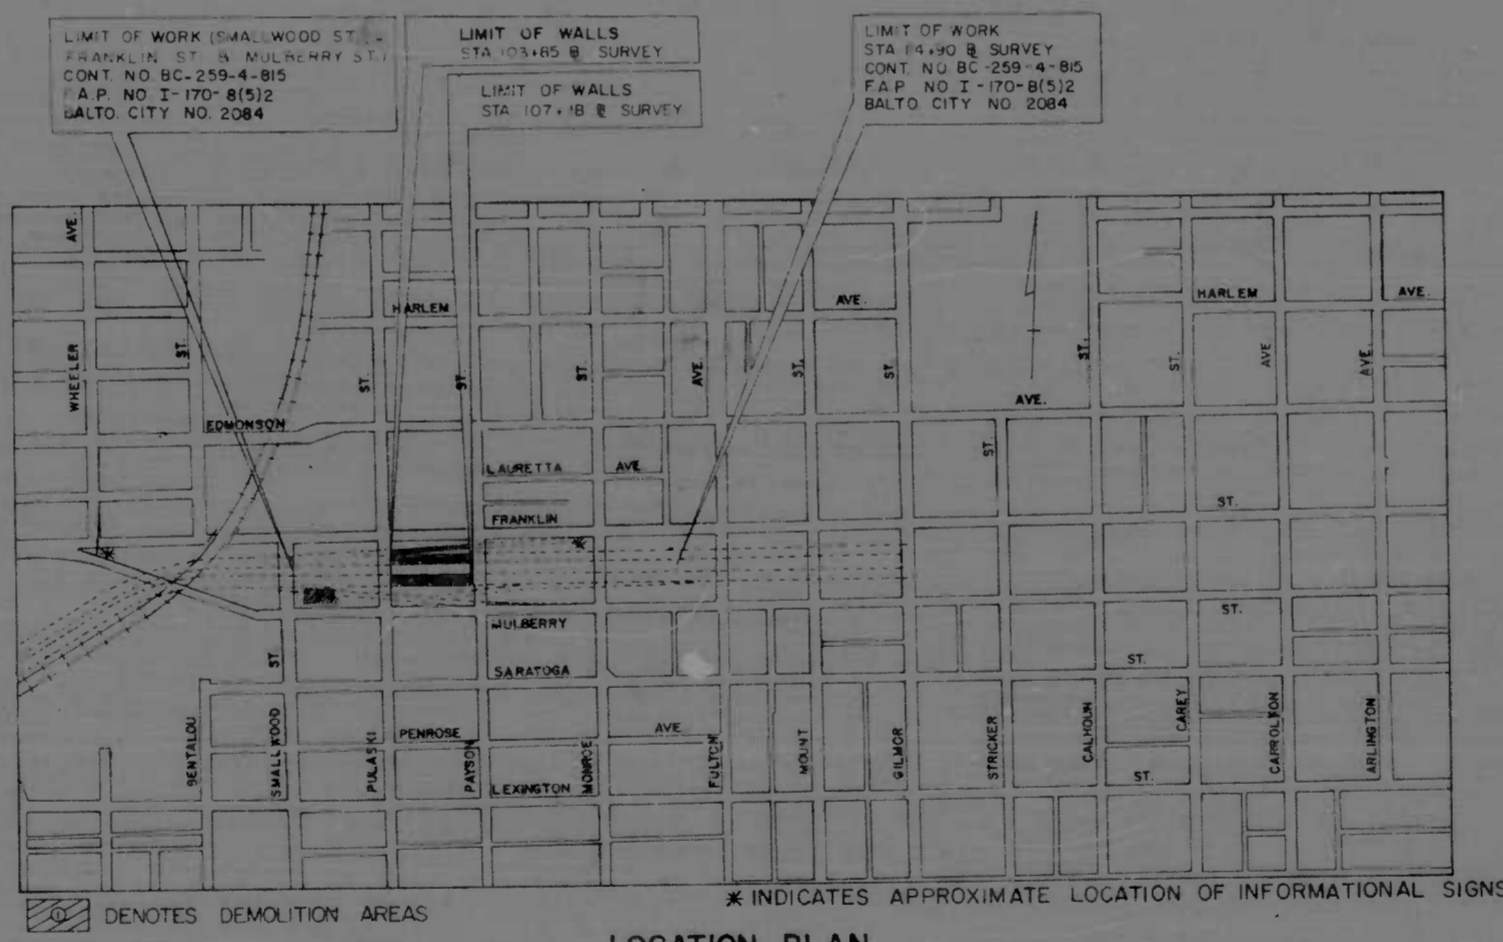 LIMIT OF WORK (SMALLWOOD ST. -
FRANKLIN ST. & MULBERRY ST.)
CONT. NO. BC-259-4-815
F.A.P. NO I-170-8(5)2
BALTO. CITY NO. 2084
LIMIT OF WALLS
STA 103+85 ℄ SURVEY
LIMIT OF WALLS
STA 107+18 ℄ SURVEY
LIMIT OF WORK
STA 114+90 ℄ SURVEY
CONT. NO BC-259-4-815
F.A.P NO I-170-8(5)2
BALTO CITY NO. 2084
AVE.
HARLEM
AVE.
HARLEM
AVE.
WHEELER
ST.
ST.
ST.
ST.
AVE.
ST.
ST.
ST.
ST.
AVE
AVE.
EDMONSON
AVE.
ST.
LAURETTA
AVE
FRANKLIN
ST.
MULBERRY
ST.
ST.
SARATOGA
ST.
PENROSE
AVE.
BENTALOU
SMALLWOOD
PULASKI
PAYSON
MONROE
FULTON
MOUNT
GILMOR
STRICKER
CALHOUN
CAREY
CARROLLTON
ARLINGTON
LEXINGTON
ST.
DENOTES DEMOLITION AREAS
* INDICATES APPROXIMATE LOCATION OF INFORMATIONAL SIGNS
LOCATION PLAN